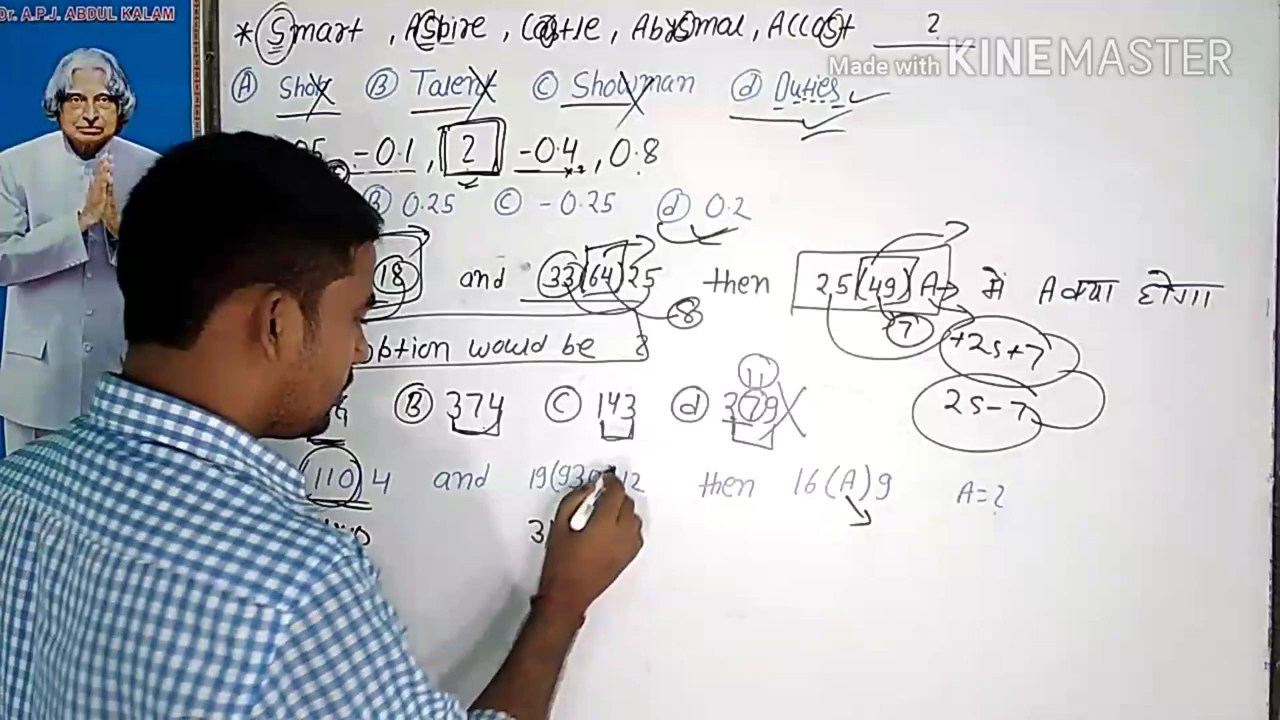 Dr. A.P.J. ABDUL KALAM
* Smart , Aspire , Castle , Abysmal , Accost ?
Made with KINEMASTER
(A) Show (B) Talent (C) Showman (d) Duties
-0.1 , 2 -0.4 , 0.8
(B) 0.25 (C) -0.25 (d) 0.2
18 and 33(64)25 then 25(49)A में A क्या होगा
8 7 +25+7
option would be
25-7
11
(B) 374 (C) 143 (d) 379
(110)4 and 19(930)12 then 16(A)9 A=?